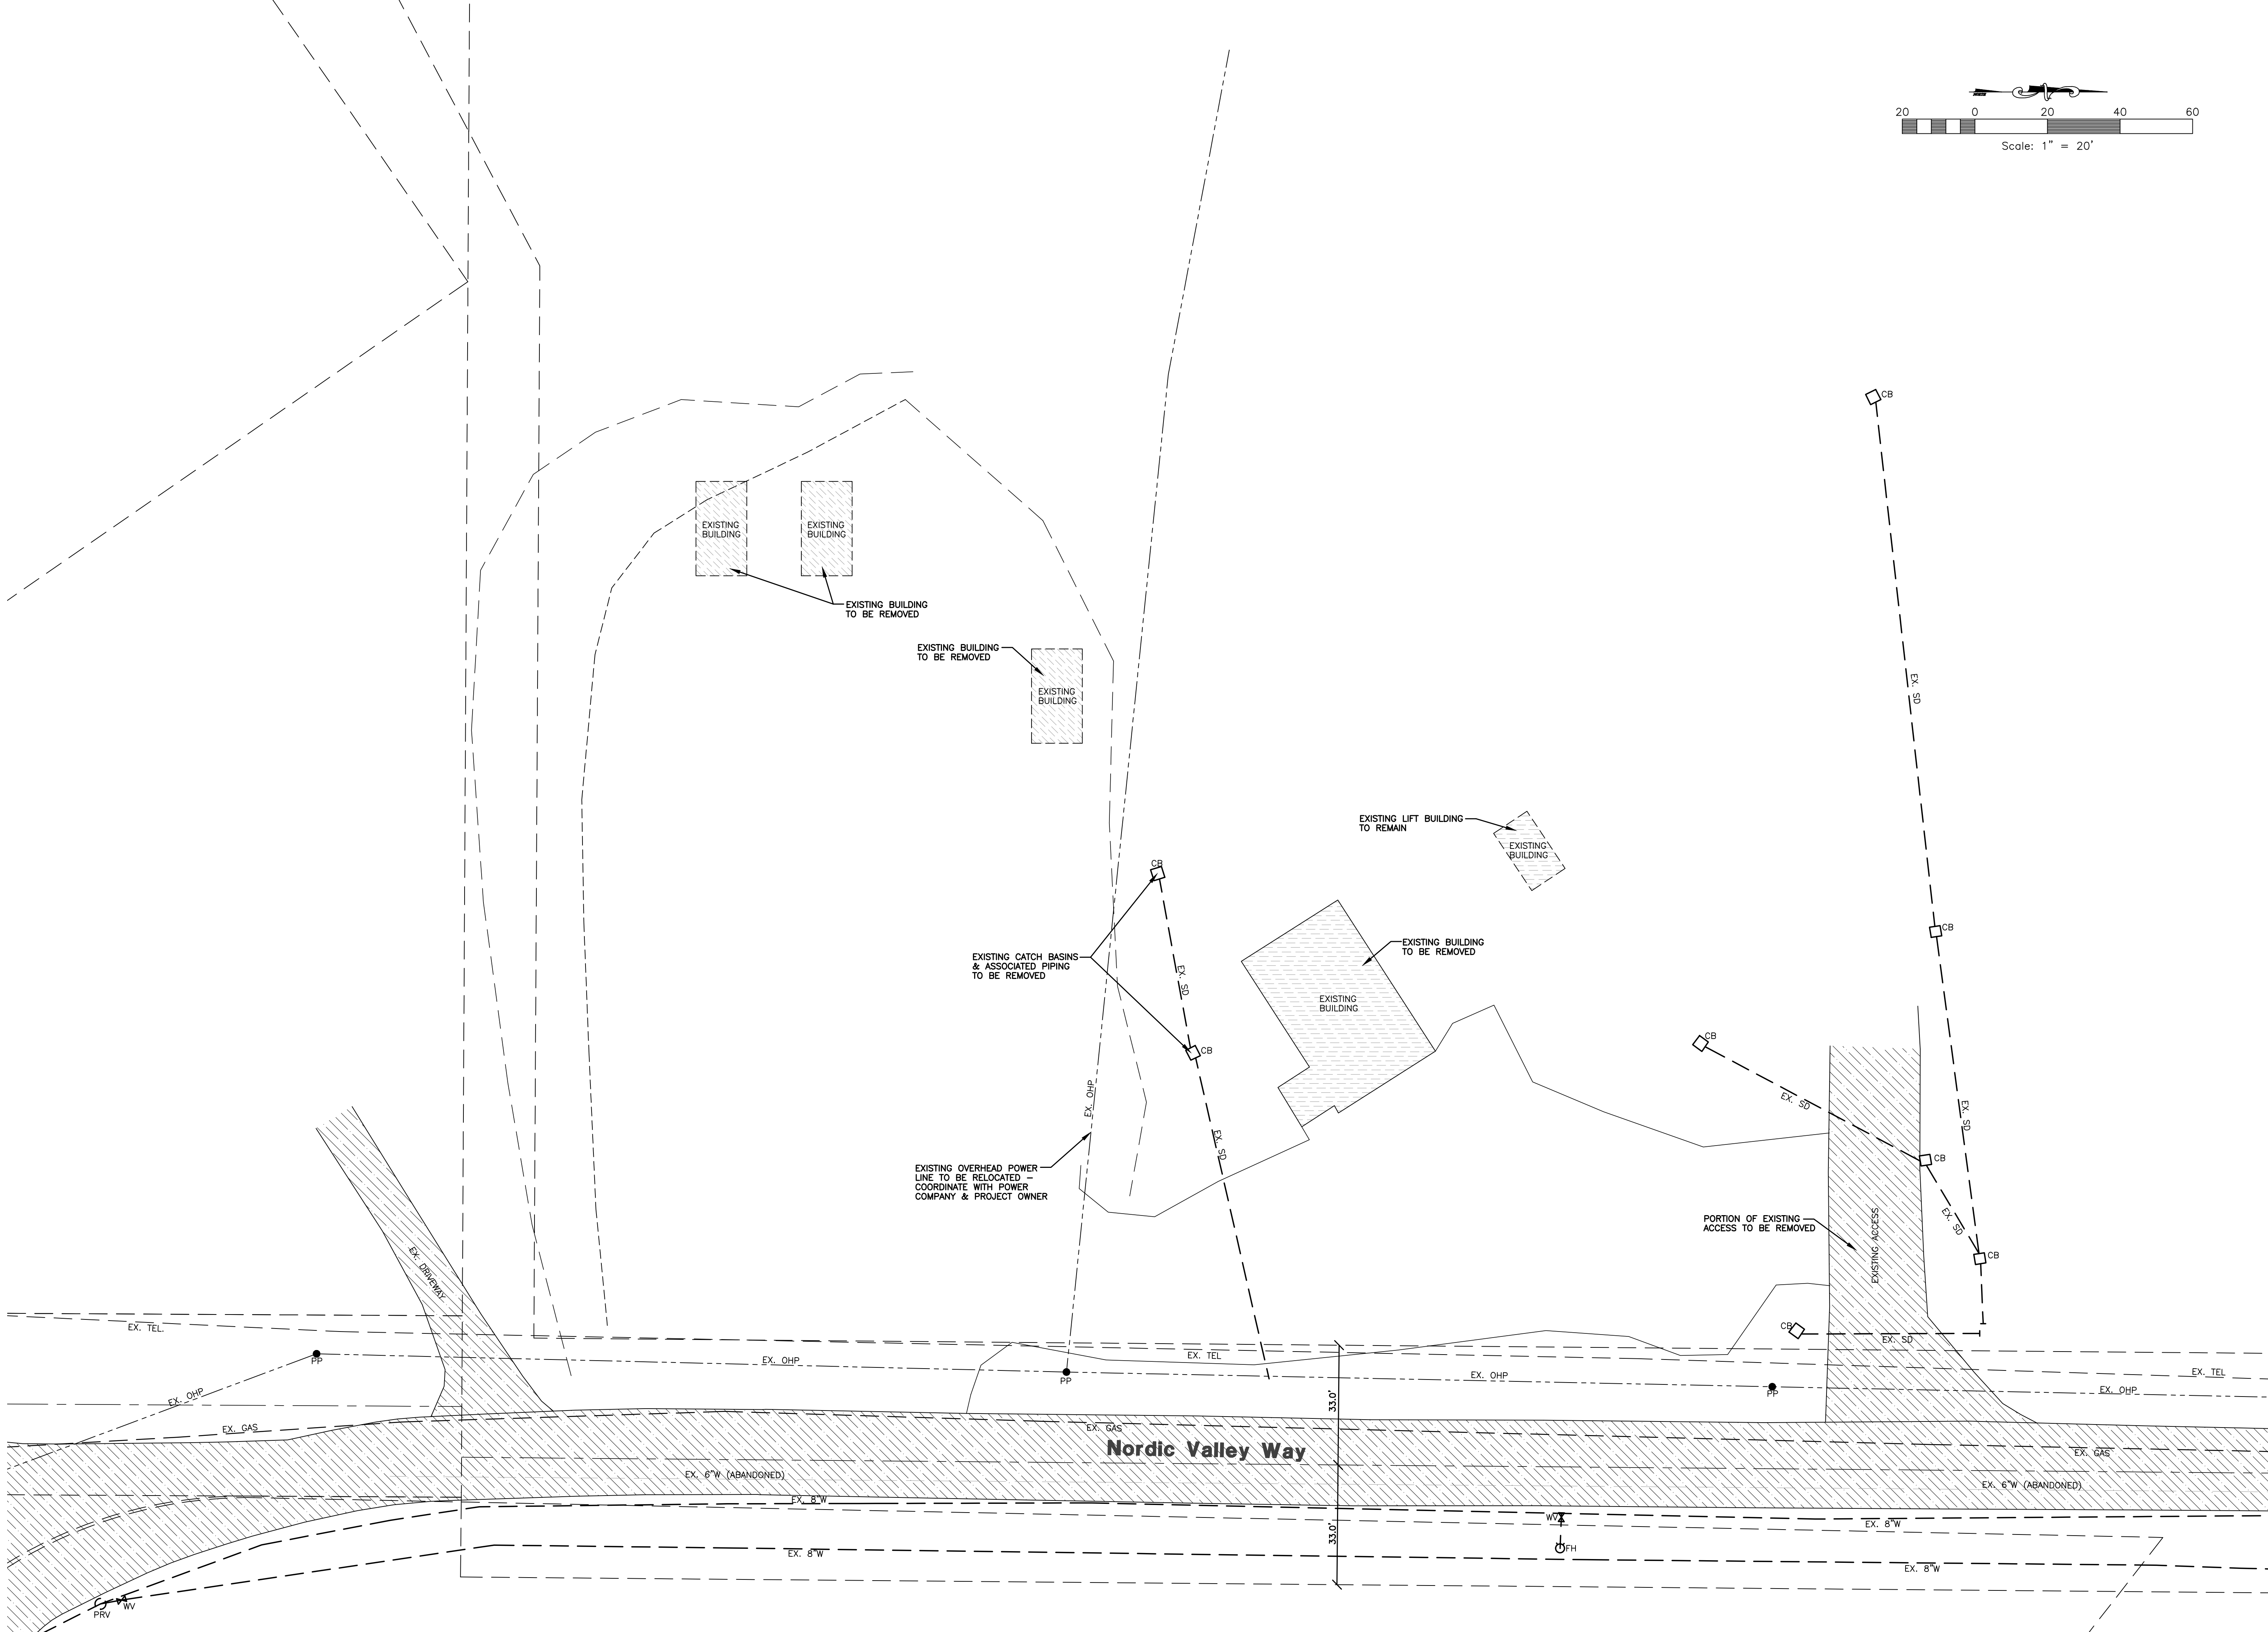 20 0 20 40 60
Scale: 1" = 20'
CB
EXISTING
BUILDING
EXISTING
BUILDING
EXISTING BUILDING
TO BE REMOVED
EXISTING BUILDING
TO BE REMOVED
EXISTING
BUILDING
EX. SD
EXISTING LIFT BUILDING
TO REMAIN
EXISTING
BUILDING
CB
CB
EXISTING BUILDING
TO BE REMOVED
EXISTING CATCH BASINS
& ASSOCIATED PIPING
TO BE REMOVED
EX. SD
EXISTING
BUILDING
CB
CB
EX. OHP
EX. SD
EX. SD
EX. SD
CB
EXISTING OVERHEAD POWER
LINE TO BE RELOCATED –
COORDINATE WITH POWER
COMPANY & PROJECT OWNER
PORTION OF EXISTING
ACCESS TO BE REMOVED
EXISTING ACCESS
EX. SD
CB
EX. DRIVEWAY
EX. TEL.
CB
EX. SD
EX. TEL
EX. OHP
PP
PP
EX. OHP
EX. TEL
PP
EX. OHP
EX. OHP
33.0'
EX. GAS
EX. GAS
Nordic Valley Way
EX. GAS
EX. 6"W (ABANDONED)
EX. 6"W (ABANDONED)
EX. 8"W
WV
EX. 8"W
33.0'
FH
EX. 8"W
EX. 8"W
PRV
WV